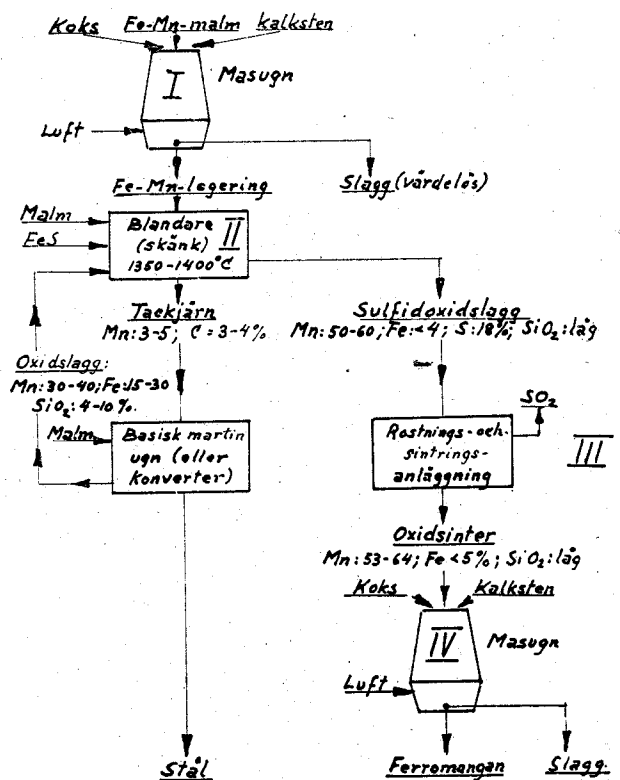 Koks Fe-Mn-malm kalksten
I
Masugn
Luft
Fe-Mn-legering
Slagg (värdelös)
Malm
FeS
Blandare
(skänk) II
1350-1400°C
Tackjärn
Mn:3-5; C = 3-4%
Sulfidoxidslagg
Mn:50-60; Fe:<4; S:18%; SiO2:låg
Oxidslagg:
Mn:30-40; Fe:15-30
SiO2:4-10%.
Malm
Basisk martin
ugn (eller
konverter)
SO2
Rostnings-och-
sintrings-
anläggning
III
Oxidsinter
Mn:53-64; Fe<5%; SiO2:låg
Koks Kalksten
IV
Masugn
Luft
Stål
Ferromangan
Slagg.